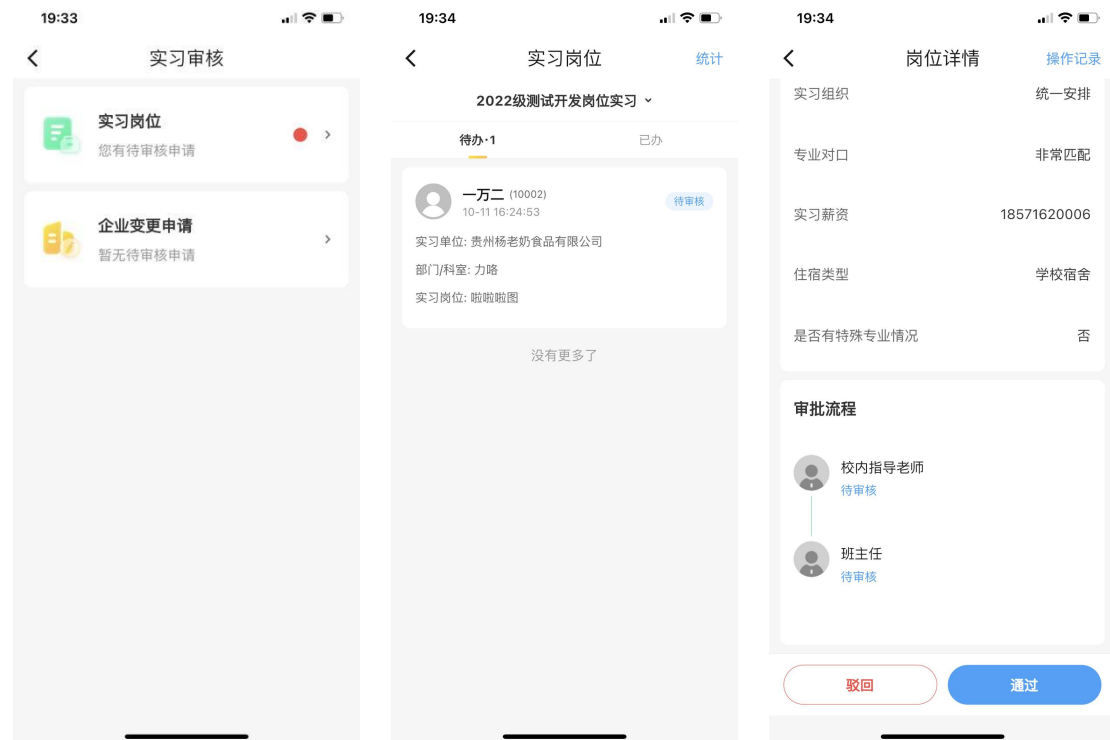 19:33
实习审核
实习岗位
您有待审核申请
企业变更申请
暂无待审核申请
19:34
实习岗位
统计
2022级测试开发岗位实习
待办·1
已办
一万二 (10002)
10-11 16:24:53
待审核
实习单位: 贵州杨老奶食品有限公司
部门/科室: 力咯
实习岗位: 啦啦啦图
没有更多了
19:34
岗位详情
操作记录
实习组织
统一安排
专业对口
非常匹配
实习薪资
18571620006
住宿类型
学校宿舍
是否有特殊专业情况
否
审批流程
校内指导老师
待审核
班主任
待审核
驳回
通过